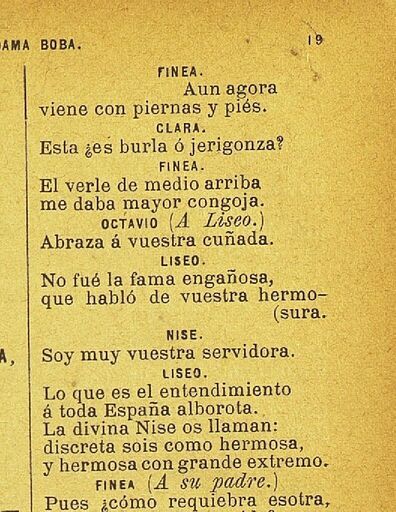 DAMA BOBA. 19
FINEA.
Aun agora
viene con piernas y piés.
CLARA.
Esta ¿es burla ó jerigonza?
FINEA.
El verle de medio arriba
me daba mayor congoja.
OCTAVIO (A Liseo.)
Abraza á vuestra cuñada.
LISEO.
No fué la fama engañosa,
que habló de vuestra hermo-
(sura.
NISE.
A, Soy muy vuestra servidora.
LISEO.
Lo que es el entendimiento
á toda España alborota.
La divina Nise os llaman:
discreta sois como hermosa,
y hermosa con grande extremo.
FINEA (A su padre.)
Pues ¿cómo requiebra esotra,